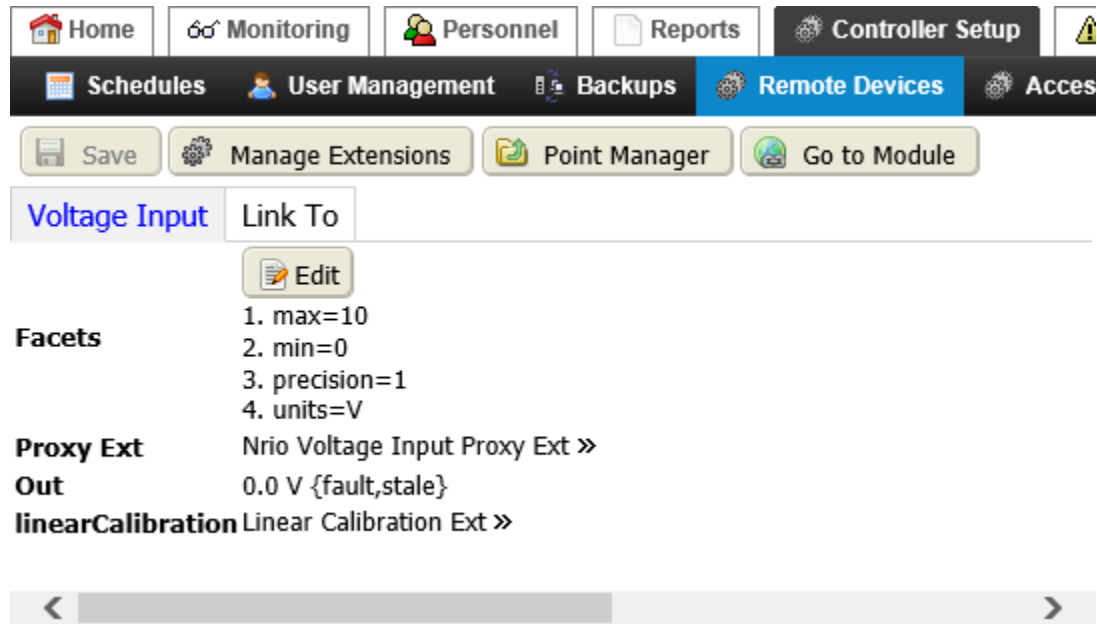 Home Monitoring Personnel Reports Controller Setup
Schedules User Management Backups Remote Devices Acces
Save Manage Extensions Point Manager Go to Module
Voltage Input Link To
Edit
1. max=10
Facets
2. min=0
3. precision=1
4. units=V
Proxy Ext Nrio Voltage Input Proxy Ext »
Out 0.0 V {fault,stale}
linearCalibration Linear Calibration Ext »